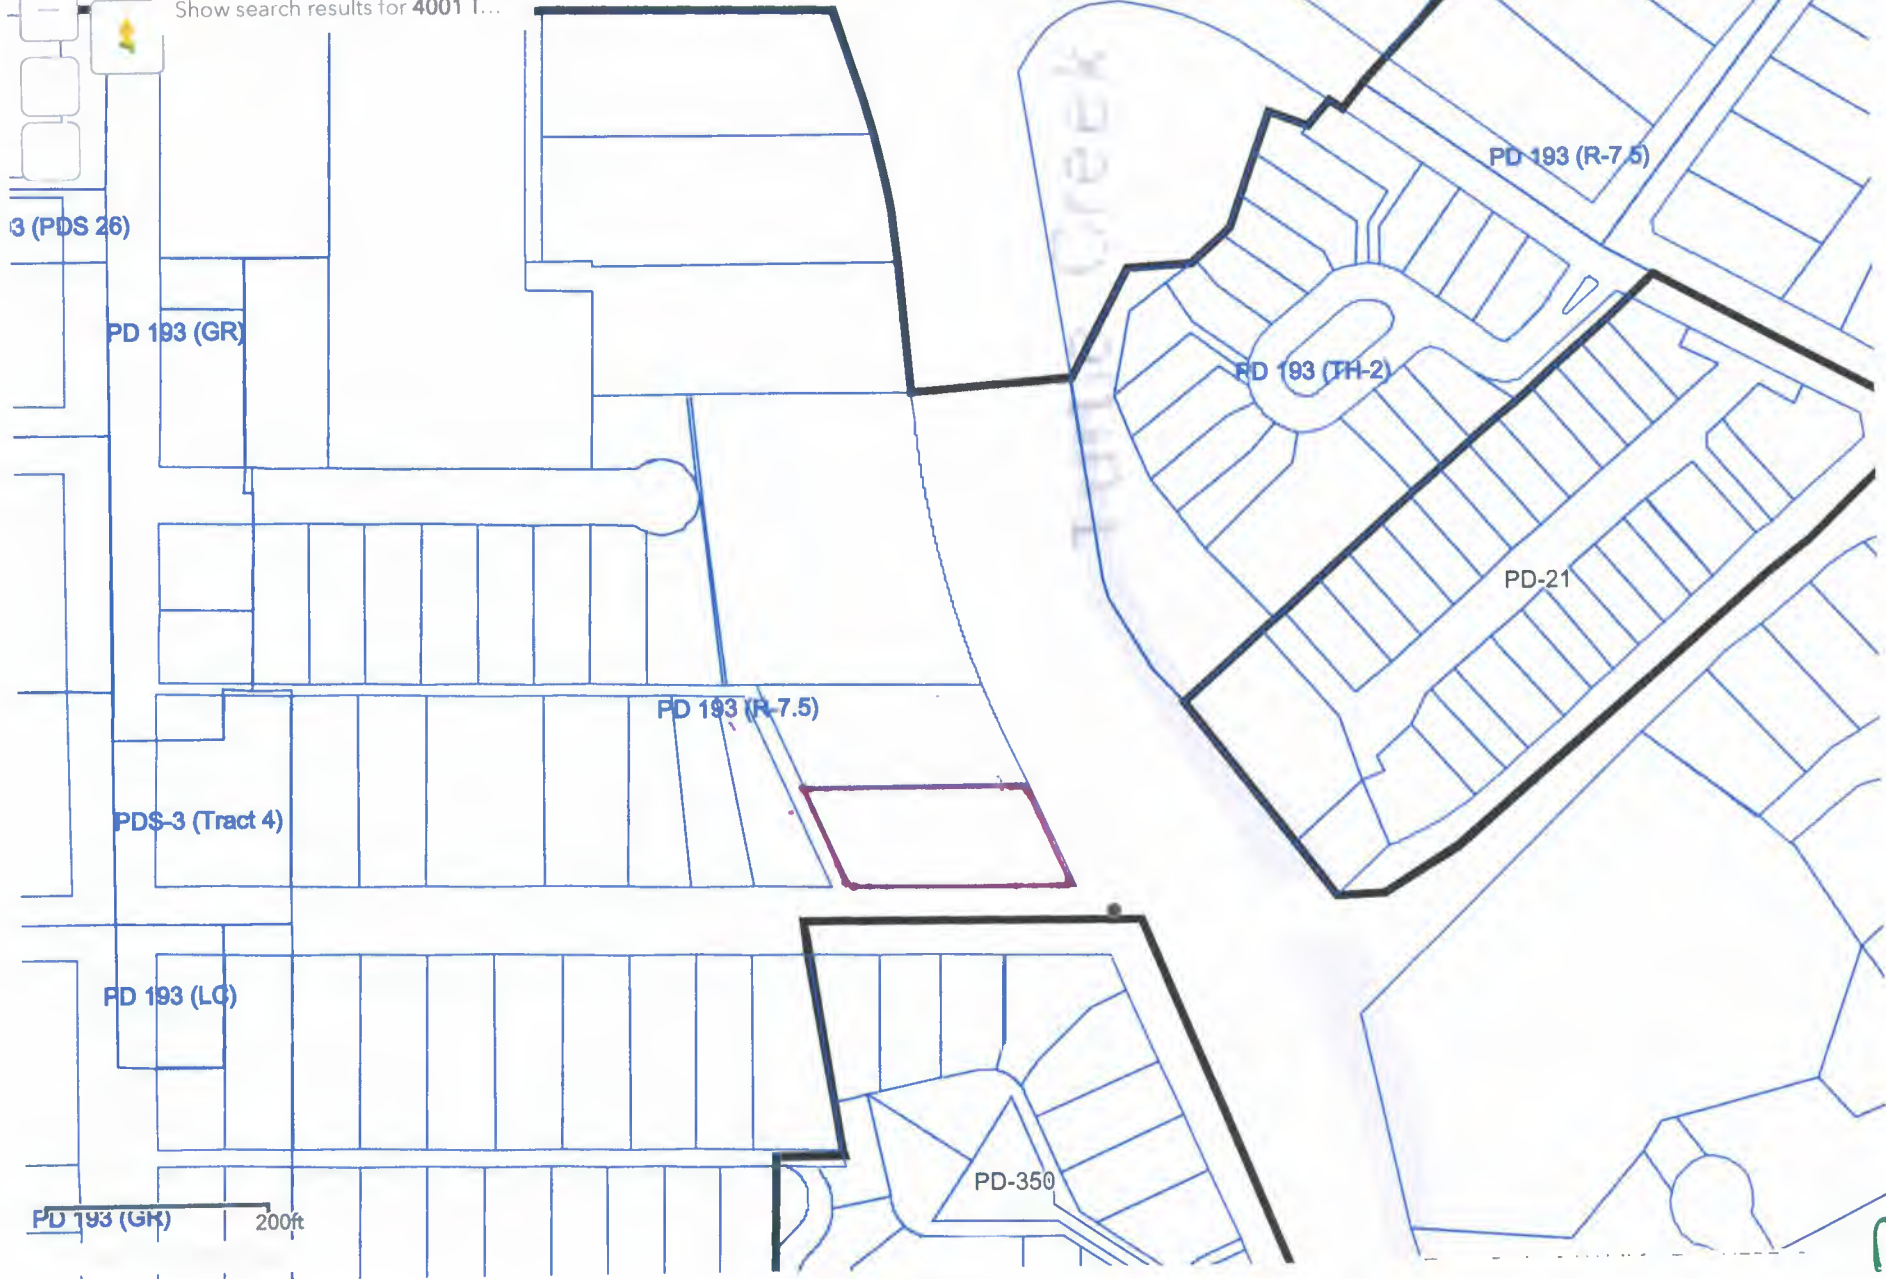 Show search results for 4001 T...
PD 193 (R-7.5)
3 (PDS 26)
PD 193 (GR)
Creek
PD 193 (TH-2)
PD-21
PD 193 (R-7.5)
PDS-3 (Tract 4)
PD 193 (LC)
PD-350
PD 193 (GR)
200ft